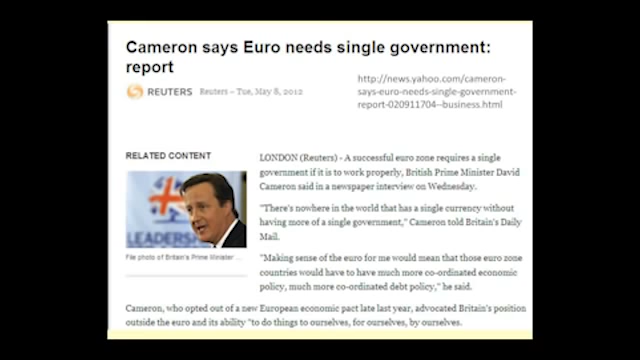 Cameron says Euro needs single government:
report
REUTERS Reuters – Tue, May 8, 2012
http://news.yahoo.com/cameron-
says-euro-needs-single-government-
report-020911704--business.html
RELATED CONTENT
LEADERSH
File photo of Britain's Prime Minister ...
LONDON (Reuters) - A successful euro zone requires a single
government if it is to work properly, British Prime Minister David
Cameron said in a newspaper interview on Wednesday.
"There's nowhere in the world that has a single currency without
having more of a single government," Cameron told Britain's Daily
Mail.
"Making sense of the euro for me would mean that those euro zone
countries would have to have much more co-ordinated economic
policy, much more co-ordinated debt policy," he said.
Cameron, who opted out of a new European economic pact late last year, advocated Britain's position
outside the euro and its ability "to do things to ourselves, for ourselves, by ourselves.